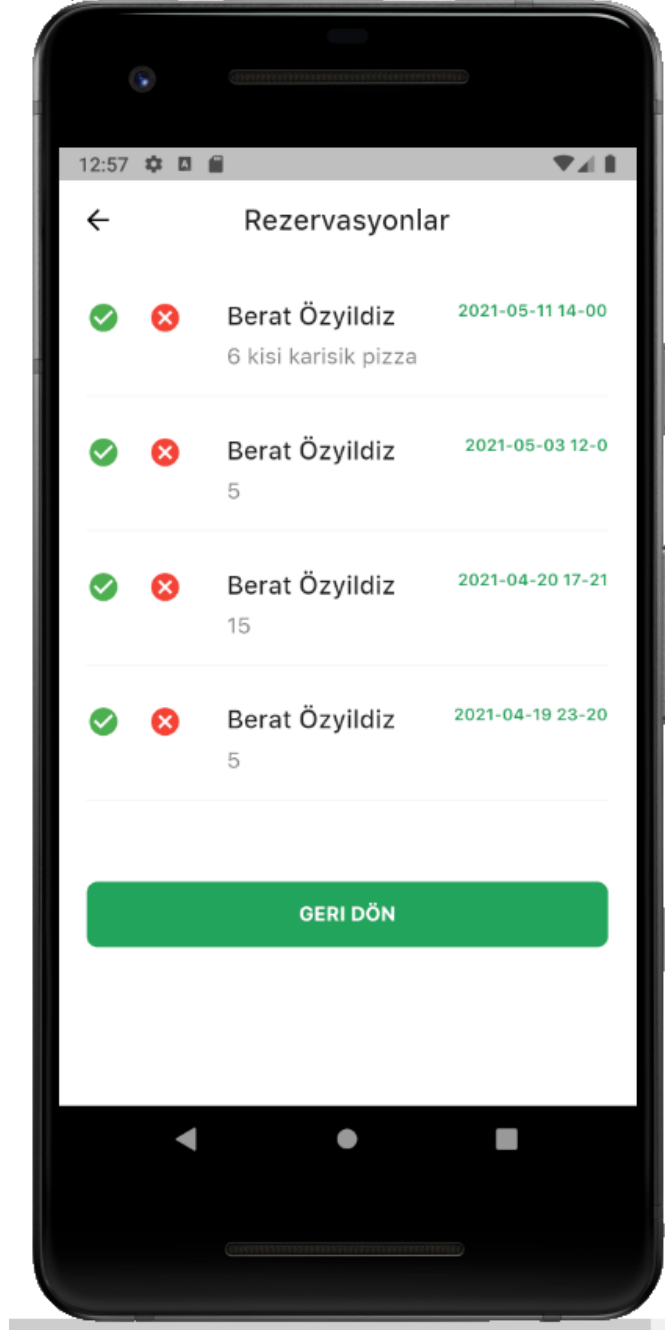 12:57
Rezervasyonlar
Berat Özyildiz 2021-05-11 14-00
6 kisi karisik pizza
Berat Özyildiz 2021-05-03 12-0
5
Berat Özyildiz 2021-04-20 17-21
15
Berat Özyildiz 2021-04-19 23-20
5
GERI DÖN